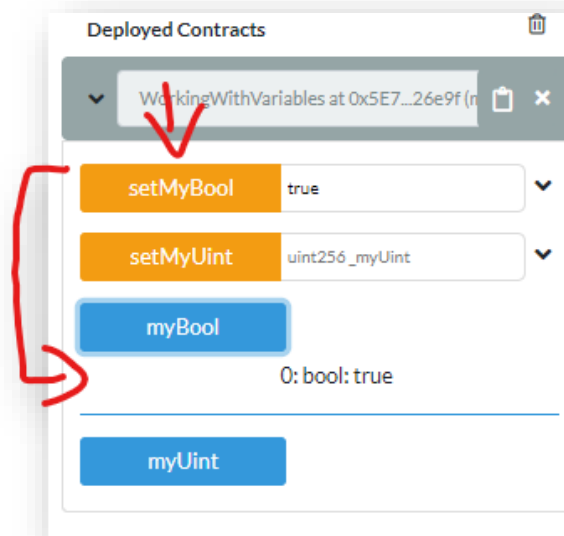 Deployed Contracts
WorkingWithVariables at 0x5E7...26e9f (m
setMyBool true
setMyUint uint256 _myUint
myBool
0: bool: true
myUint